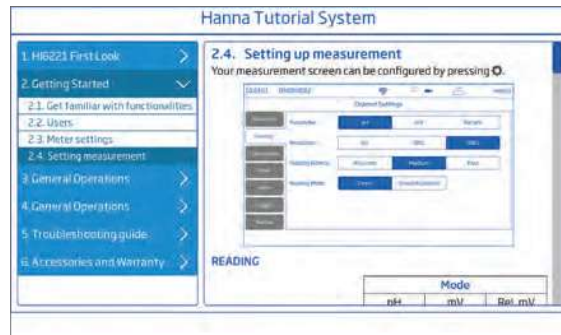 Hanna Tutorial System
1. HI6221 First Look
2. Getting Started
2.1. Get familiar with functionalities
2.2. Users
2.3. Meter settings
2.4. Setting measurement
3. General Operations
4. General Operations
5. Troubleshooting guide
6. Accessories and Warranty
2.4. Setting up measurement
Your measurement screen can be configured by pressing
Channel Settings
Medium
READING
Mode
pH mV Rel. mV